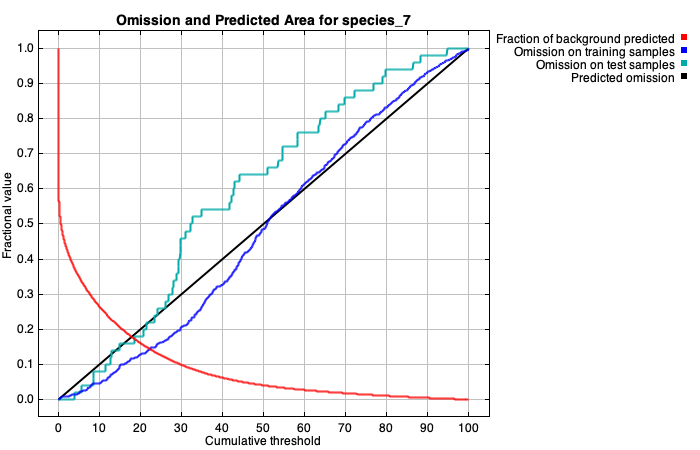 Omission and Predicted Area for species_7
Fraction of background predicted
Omission on training samples
Omission on test samples
Predicted omission
1.0
0.9
0.8
0.7
0.6
0.5
0.4
0.3
0.2
0.1
0.0
Fractional value
0 10 20 30 40 50 60 70 80 90 100
Cumulative threshold